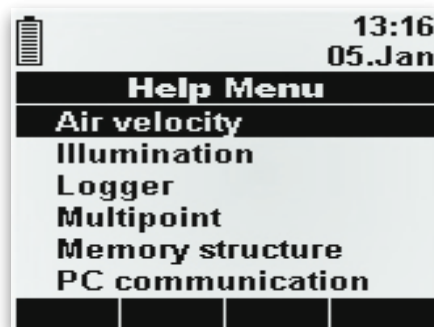 13:16
05.Jan
Help Menu
Air velocity
Illumination
Logger
Multipoint
Memory structure
PC communication